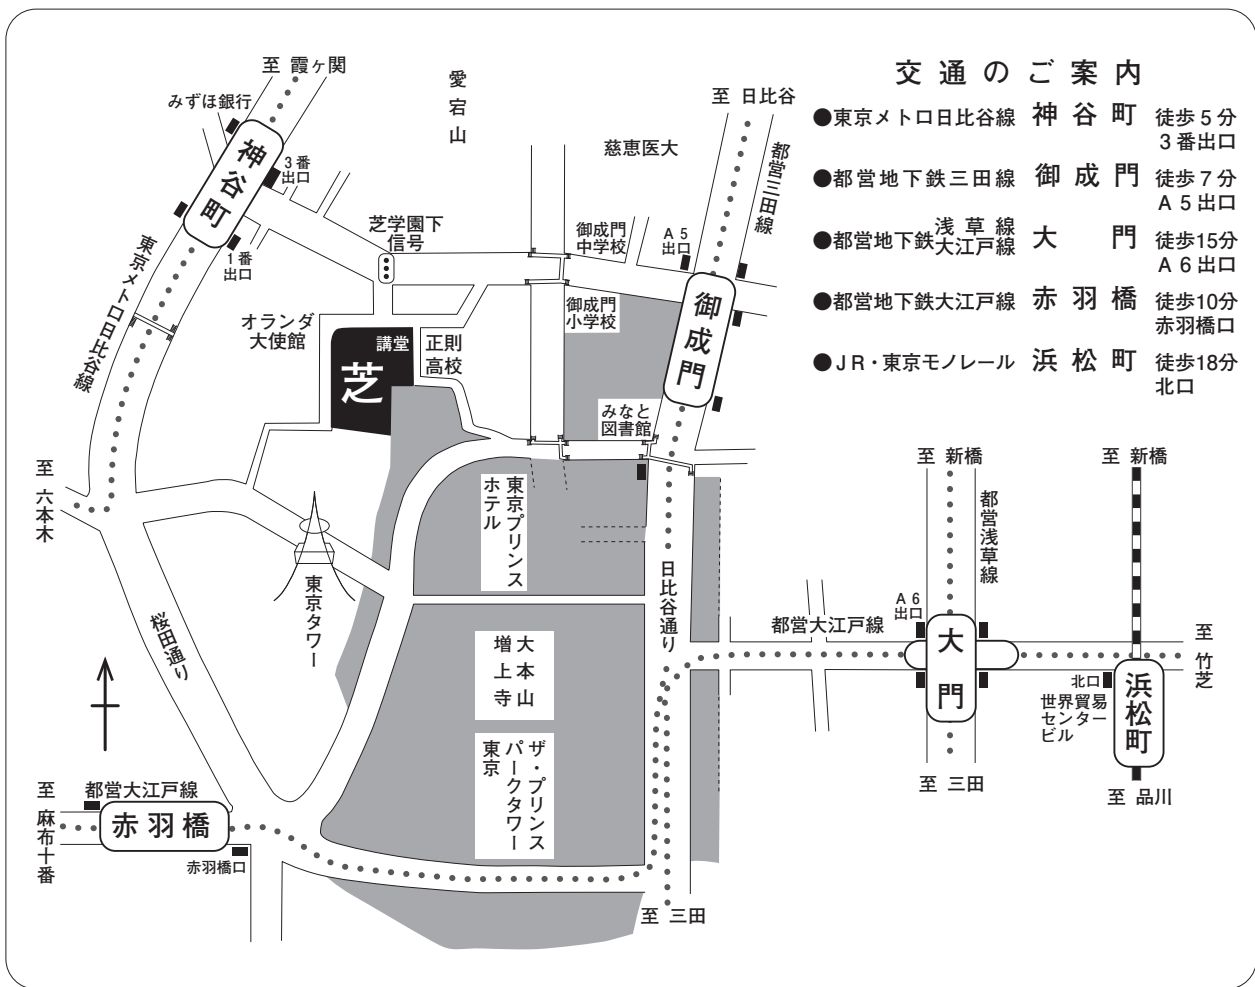 交通のご案内
●東京メトロ日比谷線 神谷町 徒歩5分
3番出口
●都営地下鉄三田線 御成門 徒歩7分
A5出口
●都営地下鉄 浅草線 大江戸線 大門 徒歩15分
A6出口
●都営地下鉄大江戸線 赤羽橋 徒歩10分
赤羽橋口
●JR・東京モノレール 浜松町 徒歩18分
北口
至 霞ヶ関
みずほ銀行
神谷町
3番
出口
1番
出口
東京メトロ日比谷線
愛宕山
慈恵医大
至 日比谷
都営三田線
芝学園下
信号
御成門
中学校
A5
出口
御成門
御成門
小学校
オランダ
大使館
講堂
芝
正則
高校
みなと
図書館
至 六本木
東京プリンス
ホテル
東京タワー
桜田通り
日比谷通り
大本山
増上寺
ザ・プリンス
パークタワー
東京
都営大江戸線
至 新橋
都営浅草線
A6
出口
大門
至 三田
至 新橋
至 竹芝
北口
世界貿易
センター
ビル
浜松町
至 品川
至 麻布十番
都営大江戸線
赤羽橋
赤羽橋口
至 三田